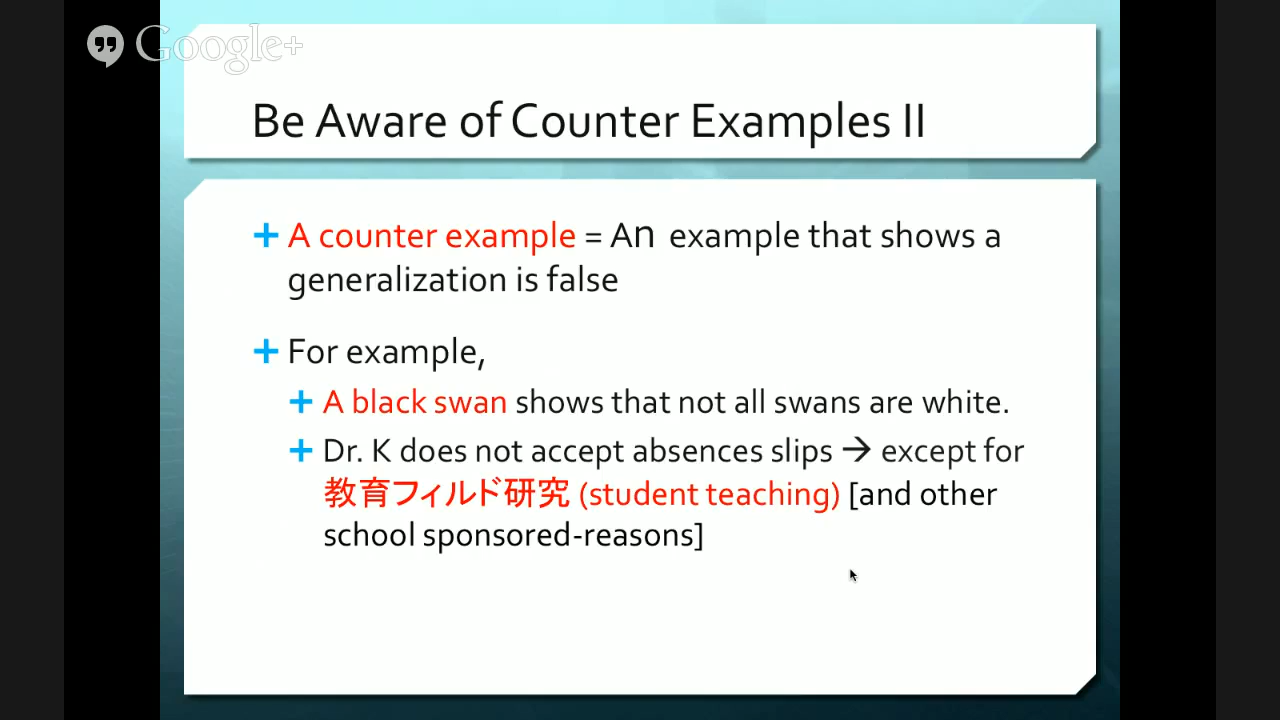 Google+
Be Aware of Counter Examples II
A counter example = An example that shows a
generalization is false
For example,
A black swan shows that not all swans are white.
Dr. K does not accept absences slips → except for
教育フィルド研究 (student teaching) [and other
school sponsored-reasons]